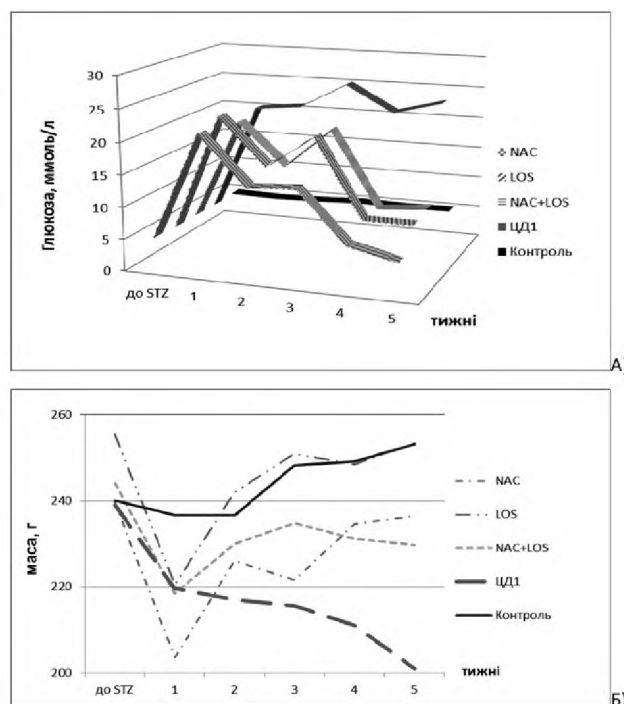 30
25
20
15
10
5
0
Глюкоза, ммоль/л
до STZ
1
2
3
4
5
тижні
NAC
LOS
NAC+LOS
ЦД1
Контроль
А)
260
240
220
200
маса, г
до STZ
1
2
3
4
5
тижні
NAC
LOS
NAC+LOS
ЦД1
Контроль
Б)